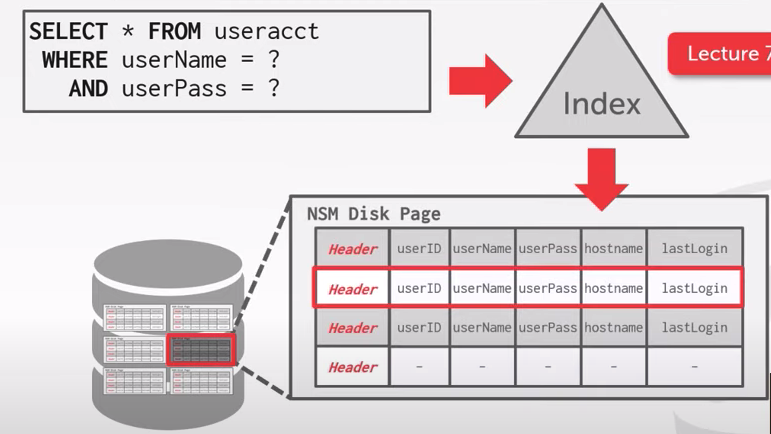 SELECT * FROM useracct
WHERE userName = ?
AND userPass = ?
Index
Lecture 7
NSM Disk Page
Header userID userName userPass hostname lastLogin
Header userID userName userPass hostname lastLogin
Header userID userName userPass hostname lastLogin
Header - - - - -